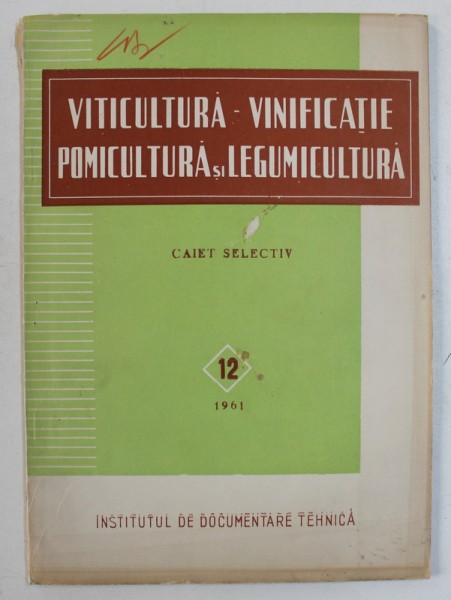 VITICULTURĂ - VINIFICAȚIE
POMICULTURĂ ȘI LEGUMICULTURĂ
CAIET SELECTIV
12
1961
INSTITUTUL DE DOCUMENTARE TEHNICĂ